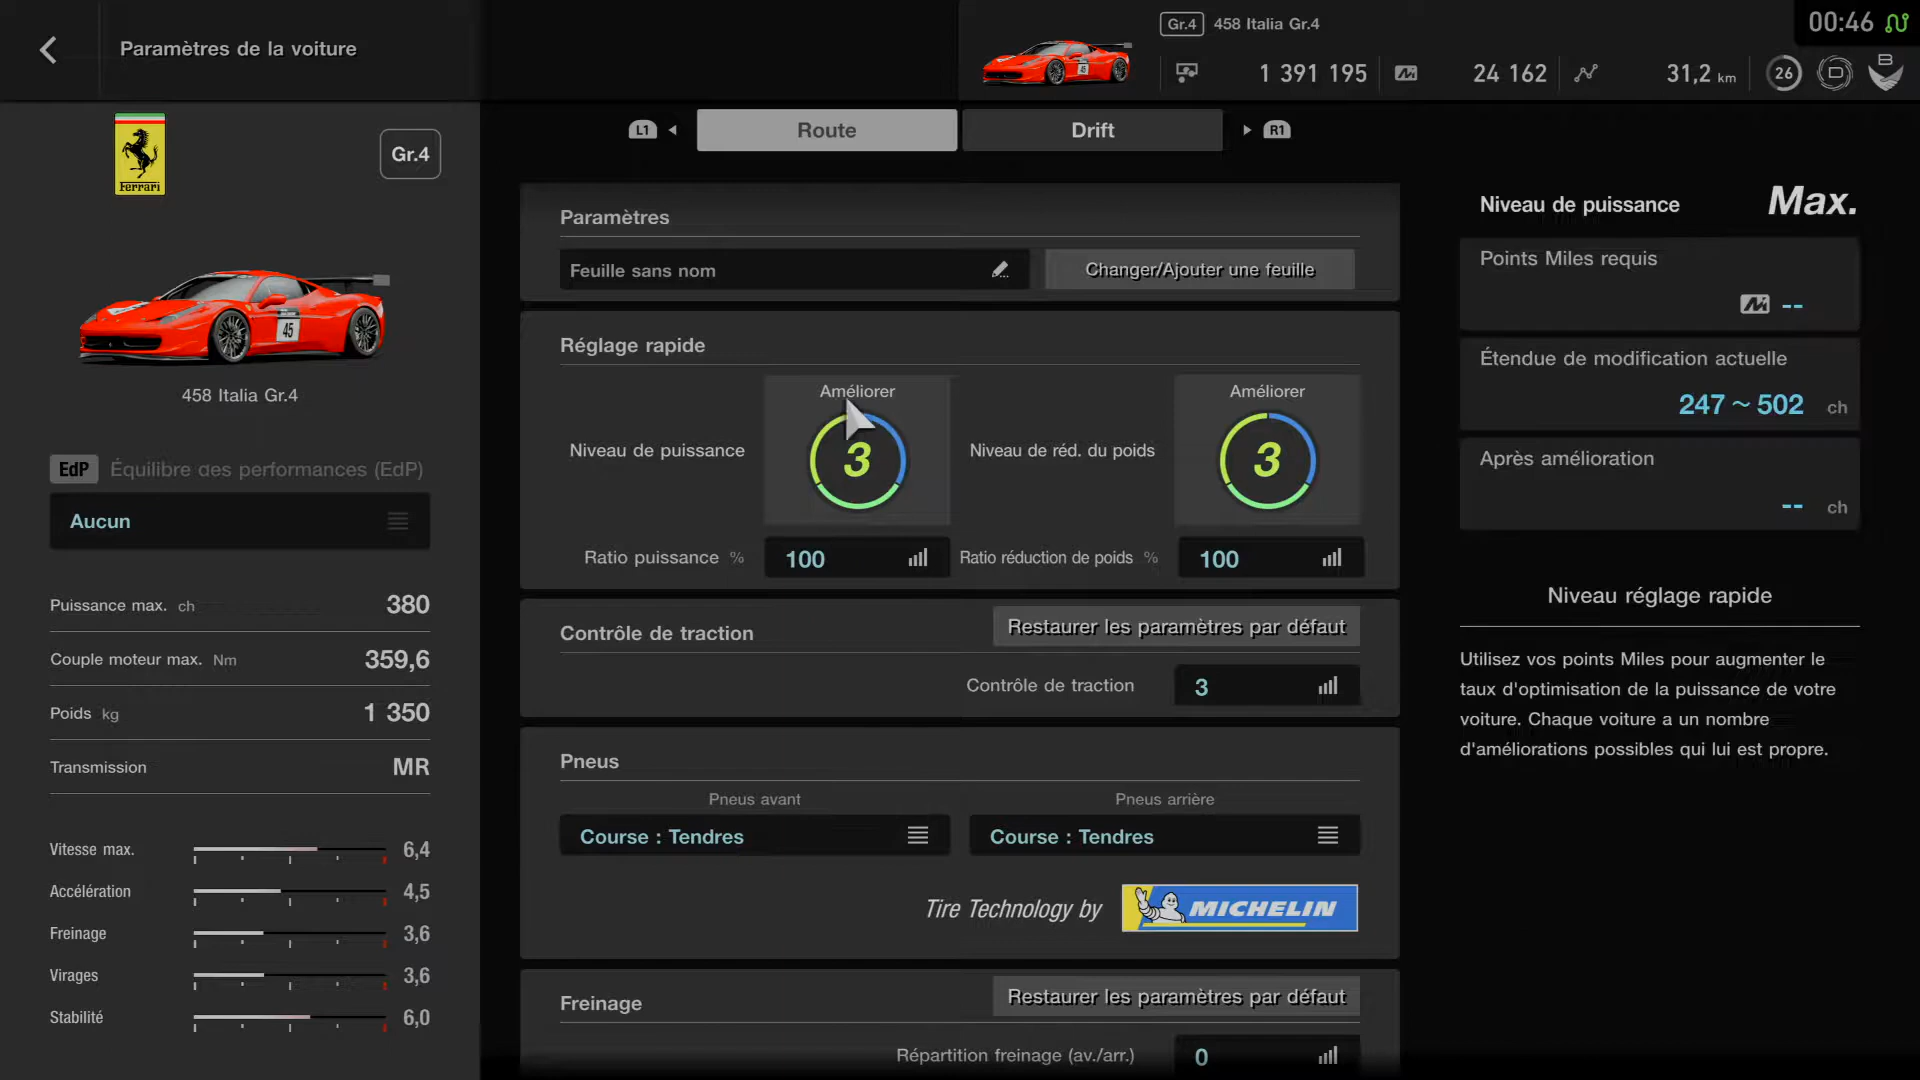 Paramètres de la voiture
Gr.4 458 Italia Gr.4
1 391 195
24 162
31,2 km
26
D
B
00:46
Ferrari
Gr.4
45
458 Italia Gr.4
EdP Équilibre des performances (EdP)
Aucun
Puissance max. ch 380
Couple moteur max. Nm 359,6
Poids kg 1 350
Transmission MR
Vitesse max. 6,4
Accélération 4,5
Freinage 3,6
Virages 3,6
Stabilité 6,0
L1 Route Drift R1
Paramètres
Feuille sans nom
Changer/Ajouter une feuille
Réglage rapide
Niveau de puissance
Améliorer
3
Niveau de réd. du poids
Améliorer
3
Ratio puissance % 100
Ratio réduction de poids % 100
Contrôle de traction
Restaurer les paramètres par défaut
Contrôle de traction 3
Pneus
Pneus avant
Course : Tendres
Pneus arrière
Course : Tendres
Tire Technology by MICHELIN
Freinage
Restaurer les paramètres par défaut
Répartition freinage (av./arr.) 0
Niveau de puissance Max.
Points Miles requis
--
Étendue de modification actuelle
247 ~ 502 ch
Après amélioration
-- ch
Niveau réglage rapide
Utilisez vos points Miles pour augmenter le
taux d'optimisation de la puissance de votre
voiture. Chaque voiture a un nombre
d'améliorations possibles qui lui est propre.